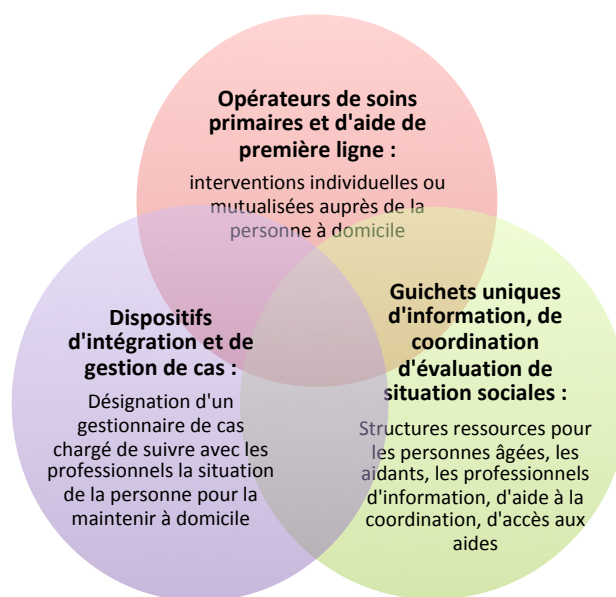 Opérateurs de soins
primaires et d'aide de
première ligne :
interventions individuelles ou
mutualisées auprès de la
personne à domicile
Dispositifs
d'intégration et de
gestion de cas :
Désignation d'un
gestionnaire de cas
chargé de suivre avec les
professionnels la situation
de la personne pour la
maintenir à domicile
Guichets uniques
d'information, de
coordination
d'évaluation de
situation sociales :
Structures ressources pour
les personnes âgées, les
aidants, les professionnels
d'information, d'aide à la
coordination, d'accès aux
aides